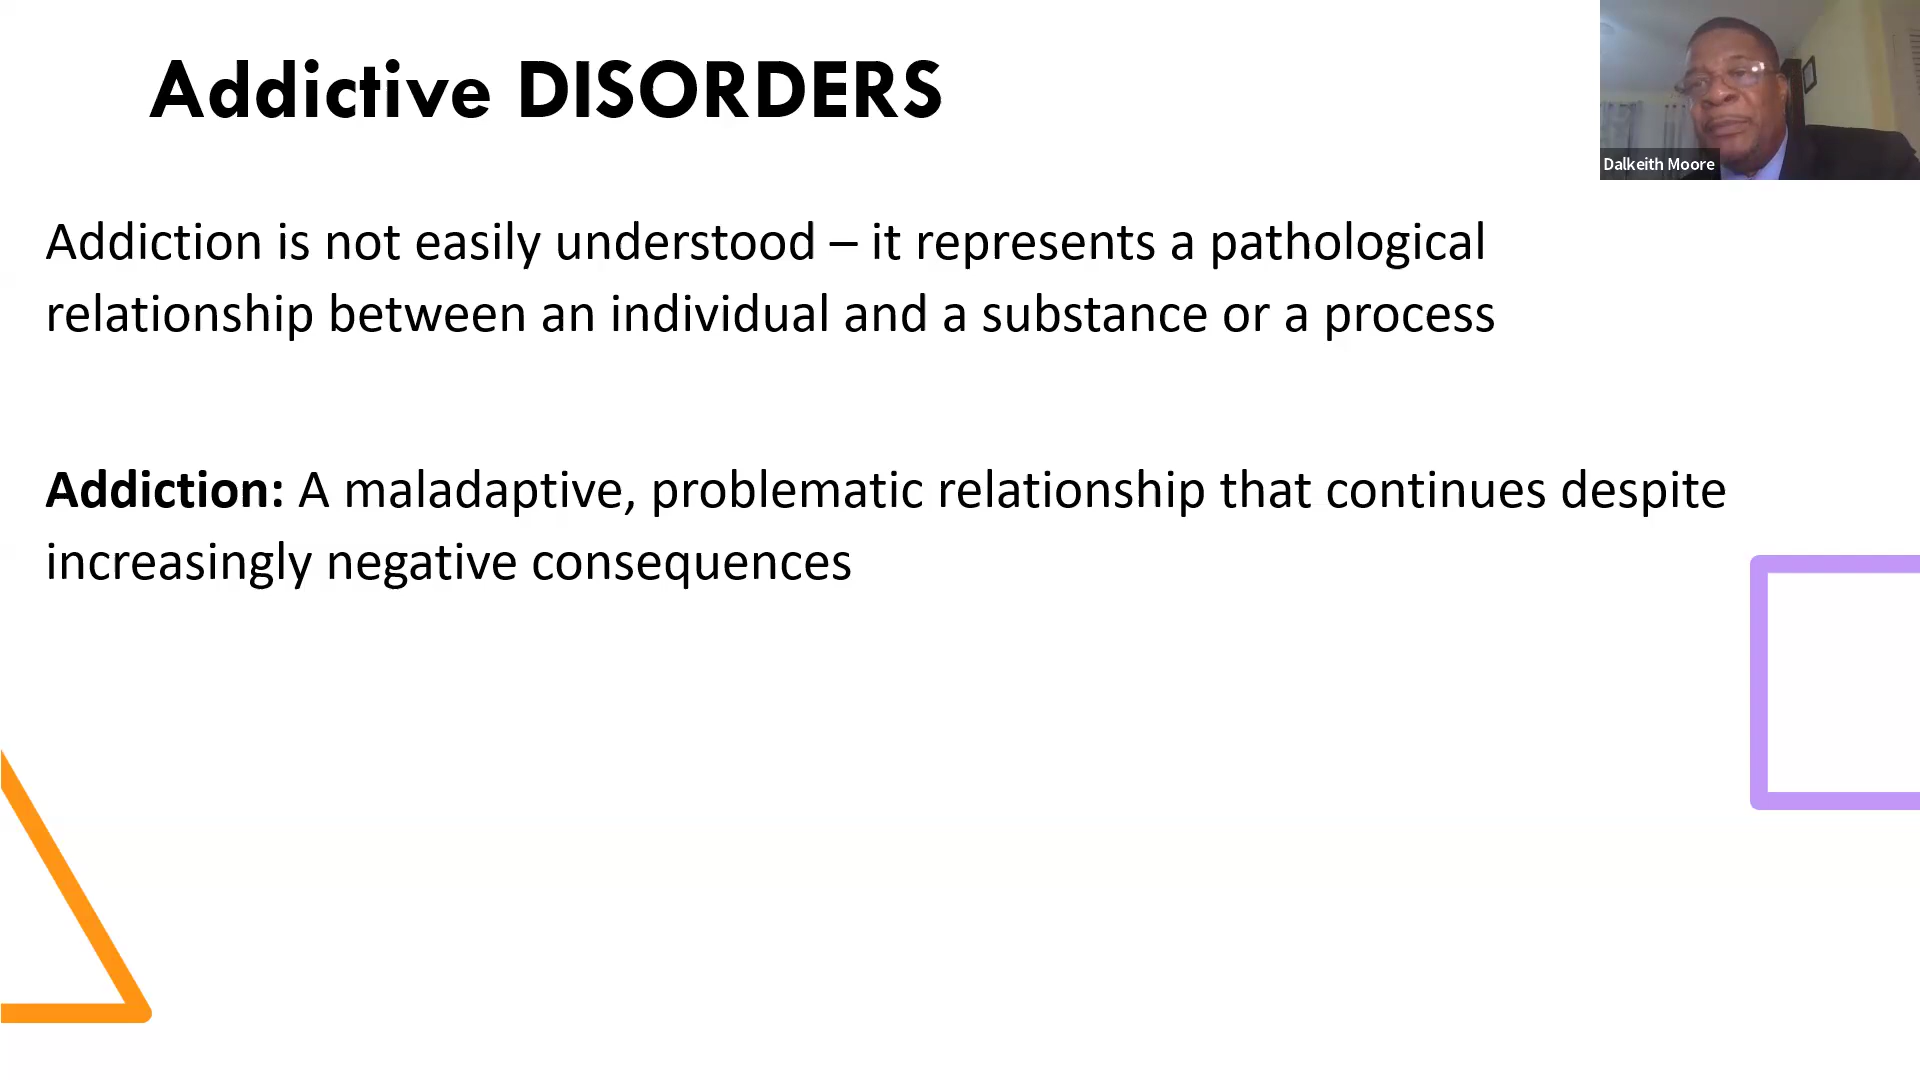 Addictive DISORDERS
Dalkeith Moore
Addiction is not easily understood – it represents a pathological
relationship between an individual and a substance or a process
Addiction: A maladaptive, problematic relationship that continues despite
increasingly negative consequences